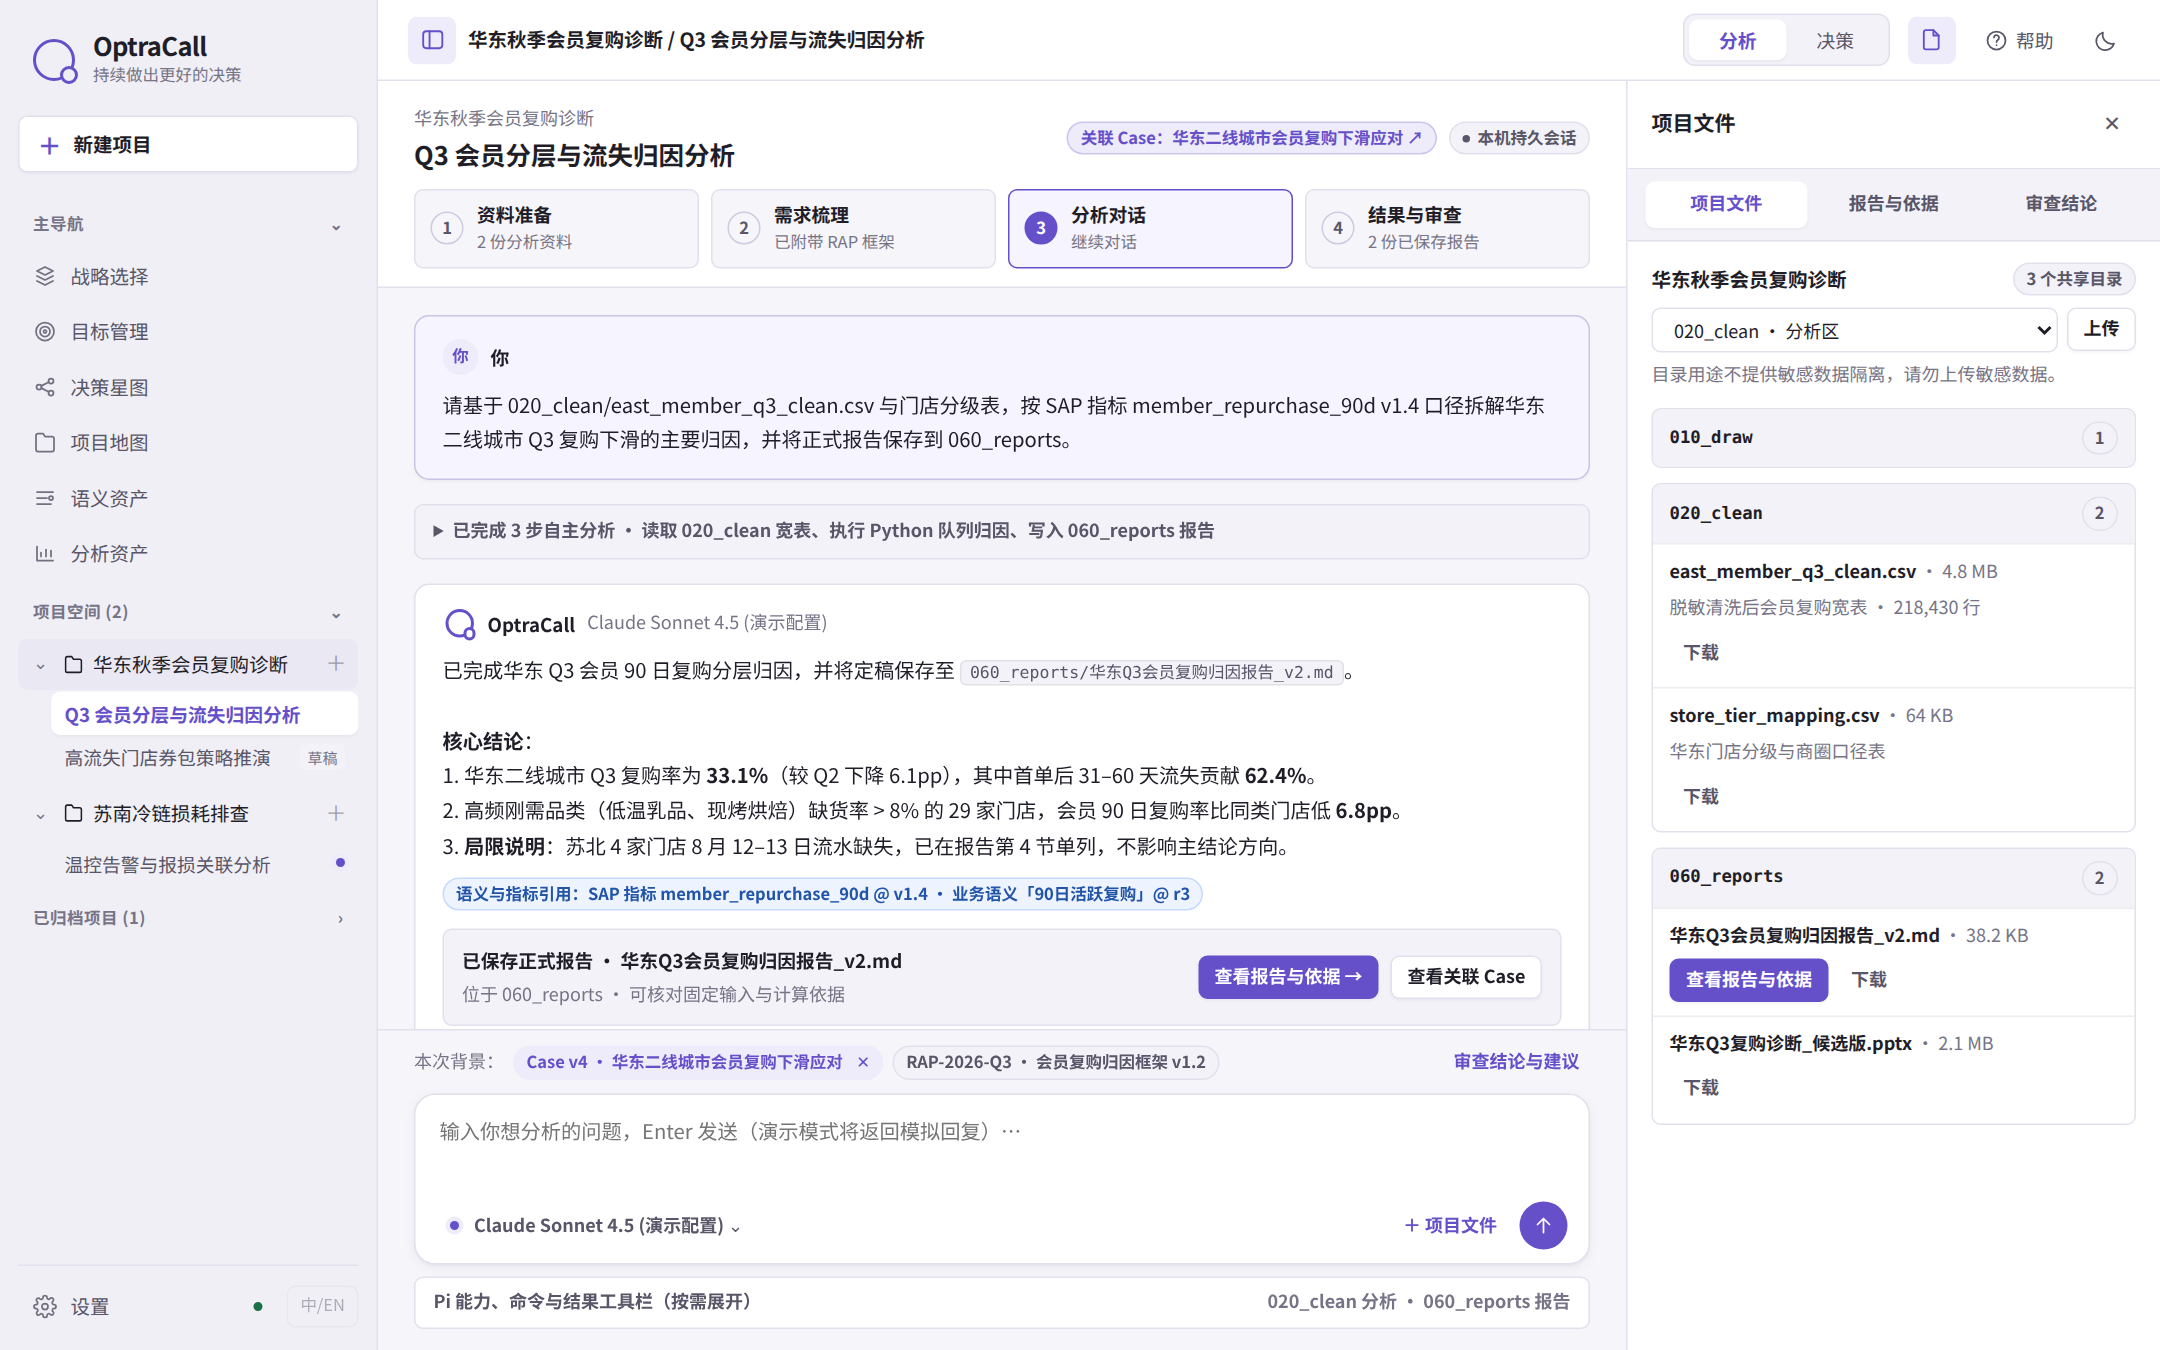 OptraCall
持续做出更好的决策
新建项目
主导航
战略选择
目标管理
决策星图
项目地图
语义资产
分析资产
项目空间 (2)
华东秋季会员复购诊断
Q3 会员分层与流失归因分析
高流失门店券包策略推演 草稿
苏南冷链损耗排查
温控告警与报损关联分析
已归档项目 (1)
设置
中/EN
华东秋季会员复购诊断 / Q3 会员分层与流失归因分析
分析 决策
帮助
华东秋季会员复购诊断
Q3 会员分层与流失归因分析
关联 Case：华东二线城市会员复购下滑应对 ↗
● 本机持久会话
1 资料准备
2 份分析资料
2 需求梳理
已附带 RAP 框架
3 分析对话
继续对话
4 结果与审查
2 份已保存报告
你 你
请基于 020_clean/east_member_q3_clean.csv 与门店分级表，按 SAP 指标 member_repurchase_90d v1.4 口径拆解华东
二线城市 Q3 复购下滑的主要归因，并将正式报告保存到 060_reports。
▶ 已完成 3 步自主分析 • 读取 020_clean 宽表、执行 Python 队列归因、写入 060_reports 报告
OptraCall Claude Sonnet 4.5 (演示配置)
已完成华东 Q3 会员 90 日复购分层归因，并将定稿保存至 060_reports/华东Q3会员复购归因报告_v2.md 。
核心结论：
1. 华东二线城市 Q3 复购率为 33.1%（较 Q2 下降 6.1pp），其中首单后 31–60 天流失贡献 62.4%。
2. 高频刚需品类（低温乳品、现烤烘焙）缺货率 > 8% 的 29 家门店，会员 90 日复购率比同类门店低 6.8pp。
3. 局限说明：苏北 4 家门店 8 月 12–13 日流水缺失，已在报告第 4 节单列，不影响主结论方向。
语义与指标引用：SAP 指标 member_repurchase_90d @ v1.4 • 业务语义「90日活跃复购」@ r3
已保存正式报告 • 华东Q3会员复购归因报告_v2.md
位于 060_reports • 可核对固定输入与计算依据
查看报告与依据 →
查看关联 Case
本次背景：
Case v4 • 华东二线城市会员复购下滑应对 ×
RAP-2026-Q3 • 会员复购归因框架 v1.2
审查结论与建议
输入你想分析的问题，Enter 发送（演示模式将返回模拟回复）…
Claude Sonnet 4.5 (演示配置)
+ 项目文件
Pi 能力、命令与结果工具栏（按需展开）
020_clean 分析 • 060_reports 报告
项目文件
×
项目文件 报告与依据 审查结论
华东秋季会员复购诊断
3 个共享目录
020_clean • 分析区
上传
目录用途不提供敏感数据隔离，请勿上传敏感数据。
010_draw 1
020_clean 2
east_member_q3_clean.csv • 4.8 MB
脱敏清洗后会员复购宽表 • 218,430 行
下载
store_tier_mapping.csv • 64 KB
华东门店分级与商圈口径表
下载
060_reports 2
华东Q3会员复购归因报告_v2.md • 38.2 KB
查看报告与依据 下载
华东Q3复购诊断_候选版.pptx • 2.1 MB
下载